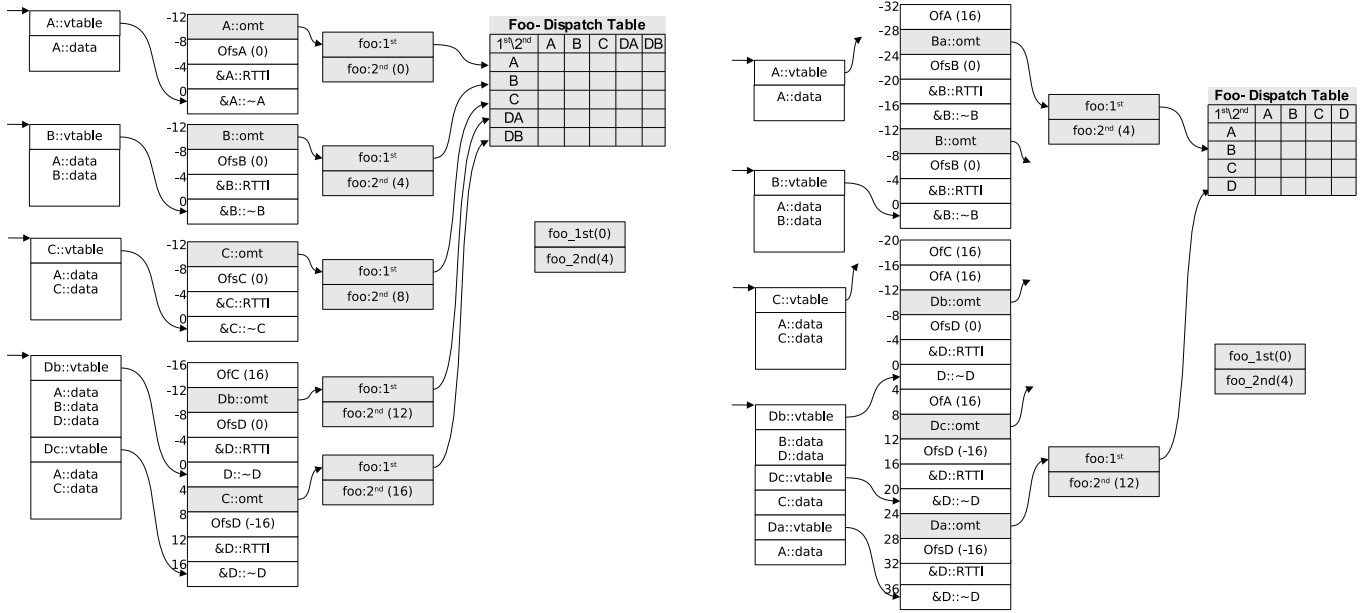 A::vtable
A::data
-12
-8
-4
0
A::omt
OfsA (0)
&A::RTTI
&A::~A
foo:1st
foo:2nd (0)
B::vtable
A::data
B::data
-12
-8
-4
0
B::omt
OfsB (0)
&B::RTTI
&B::~B
foo:1st
foo:2nd (4)
C::vtable
A::data
C::data
-12
-8
-4
0
C::omt
OfsC (0)
&C::RTTI
&C::~C
foo:1st
foo:2nd (8)
Db::vtable
A::data
B::data
D::data
Dc::vtable
A::data
C::data
-16
-12
-8
-4
0
4
8
12
16
OfC (16)
Db::omt
OfsD (0)
&D::RTTI
D::~D
C::omt
OfsD (-16)
&D::RTTI
&D::~D
foo:1st
foo:2nd (12)
foo:1st
foo:2nd (16)
Foo- Dispatch Table
1st\2nd A B C DA DB
A
B
C
DA
DB
foo_1st(0)
foo_2nd(4)
A::vtable
A::data
B::vtable
A::data
B::data
-32
-28
-24
-20
-16
-12
-8
-4
0
OfA (16)
Ba::omt
OfsB (0)
&B::RTTI
&B::~B
B::omt
OfsB (0)
&B::RTTI
&B::~B
foo:1st
foo:2nd (4)
C::vtable
A::data
C::data
Db::vtable
B::data
D::data
Dc::vtable
C::data
Da::vtable
A::data
-20
-16
-12
-8
-4
0
4
8
12
16
20
24
28
32
36
OfC (16)
OfA (16)
Db::omt
OfsD (0)
&D::RTTI
D::~D
OfA (16)
Dc::omt
OfsD (-16)
&D::RTTI
&D::~D
Da::omt
OfsD (-16)
&D::RTTI
&D::~D
foo:1st
foo:2nd (12)
Foo- Dispatch Table
1st\2nd A B C D
A
B
C
D
foo_1st(0)
foo_2nd(4)